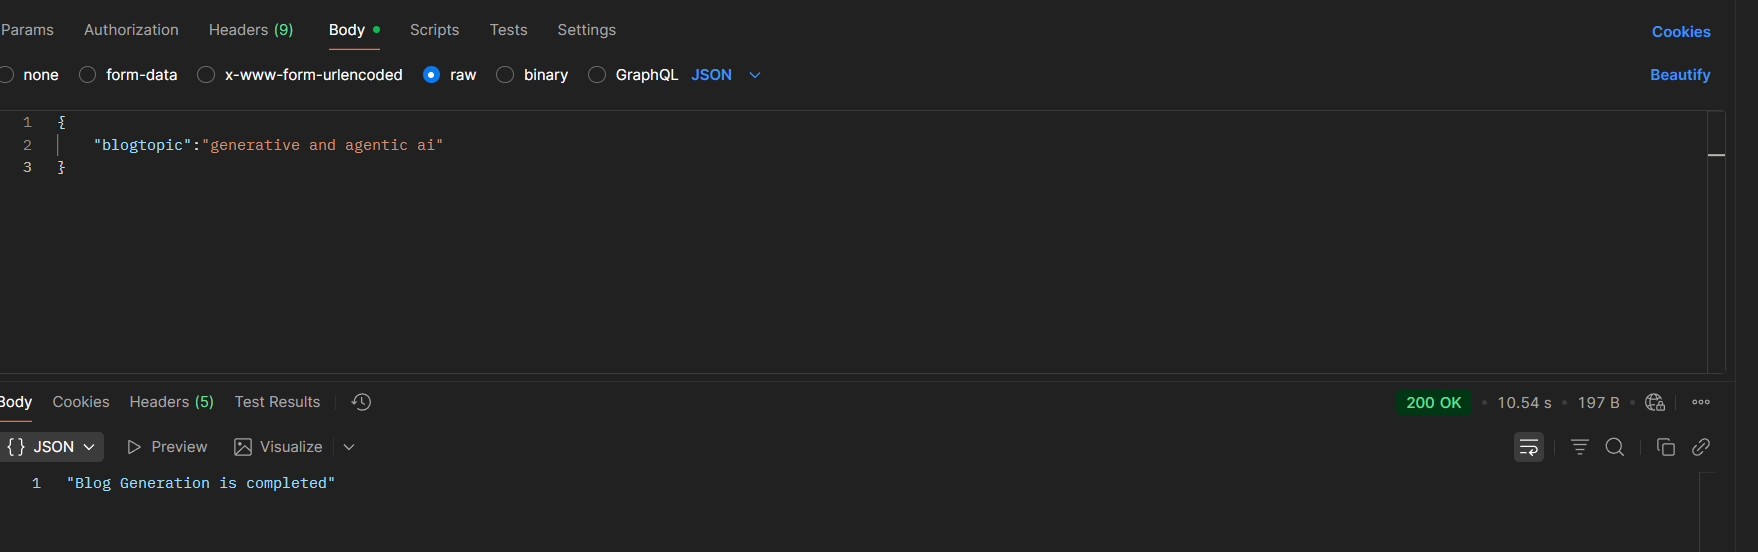 Params Authorization Headers (9) Body Scripts Tests Settings Cookies
none form-data x-www-form-urlencoded raw binary GraphQL JSON Beautify
1 {
2 "blogtopic":"generative and agentic ai"
3 }
Body Cookies Headers (5) Test Results 200 OK • 10.54 s • 197 B •
{} JSON Preview Visualize
1 "Blog Generation is completed"